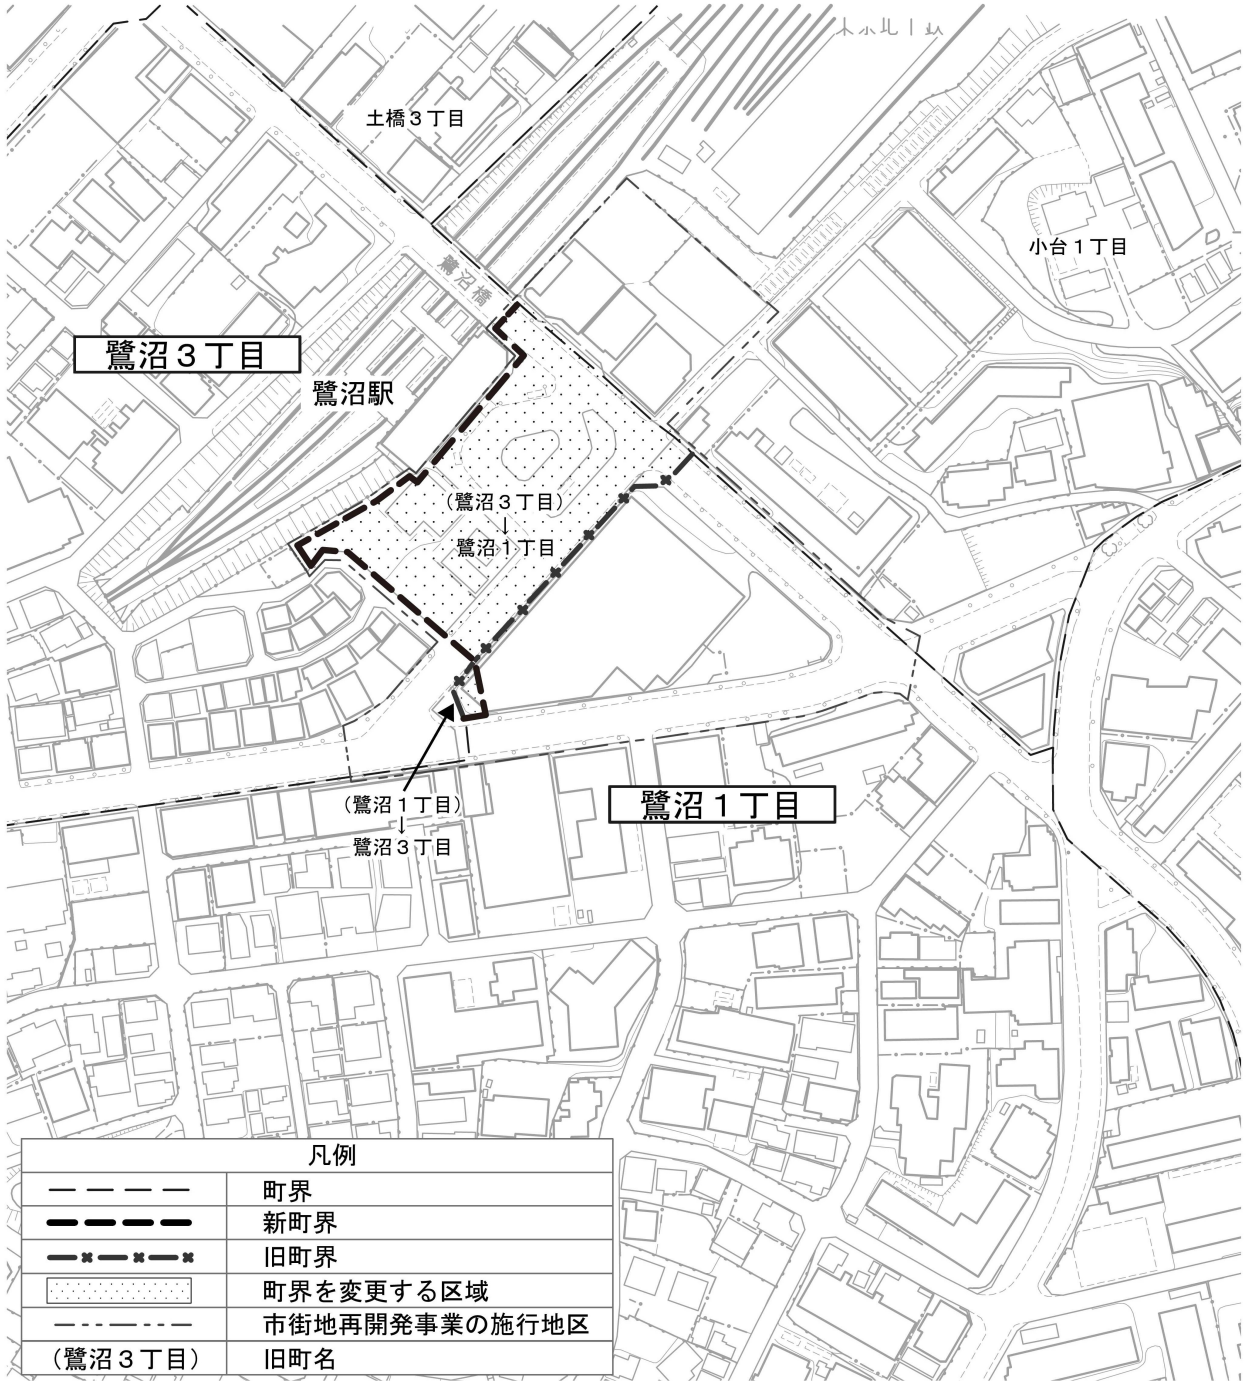 土橋３丁目
小台１丁目
鷺沼橋
鷺沼３丁目
鷺沼駅
(鷺沼３丁目)
↓
鷺沼１丁目
(鷺沼１丁目)
↓
鷺沼３丁目
鷺沼１丁目
凡例
町界
新町界
旧町界
町界を変更する区域
市街地再開発事業の施行地区
(鷺沼３丁目) 旧町名